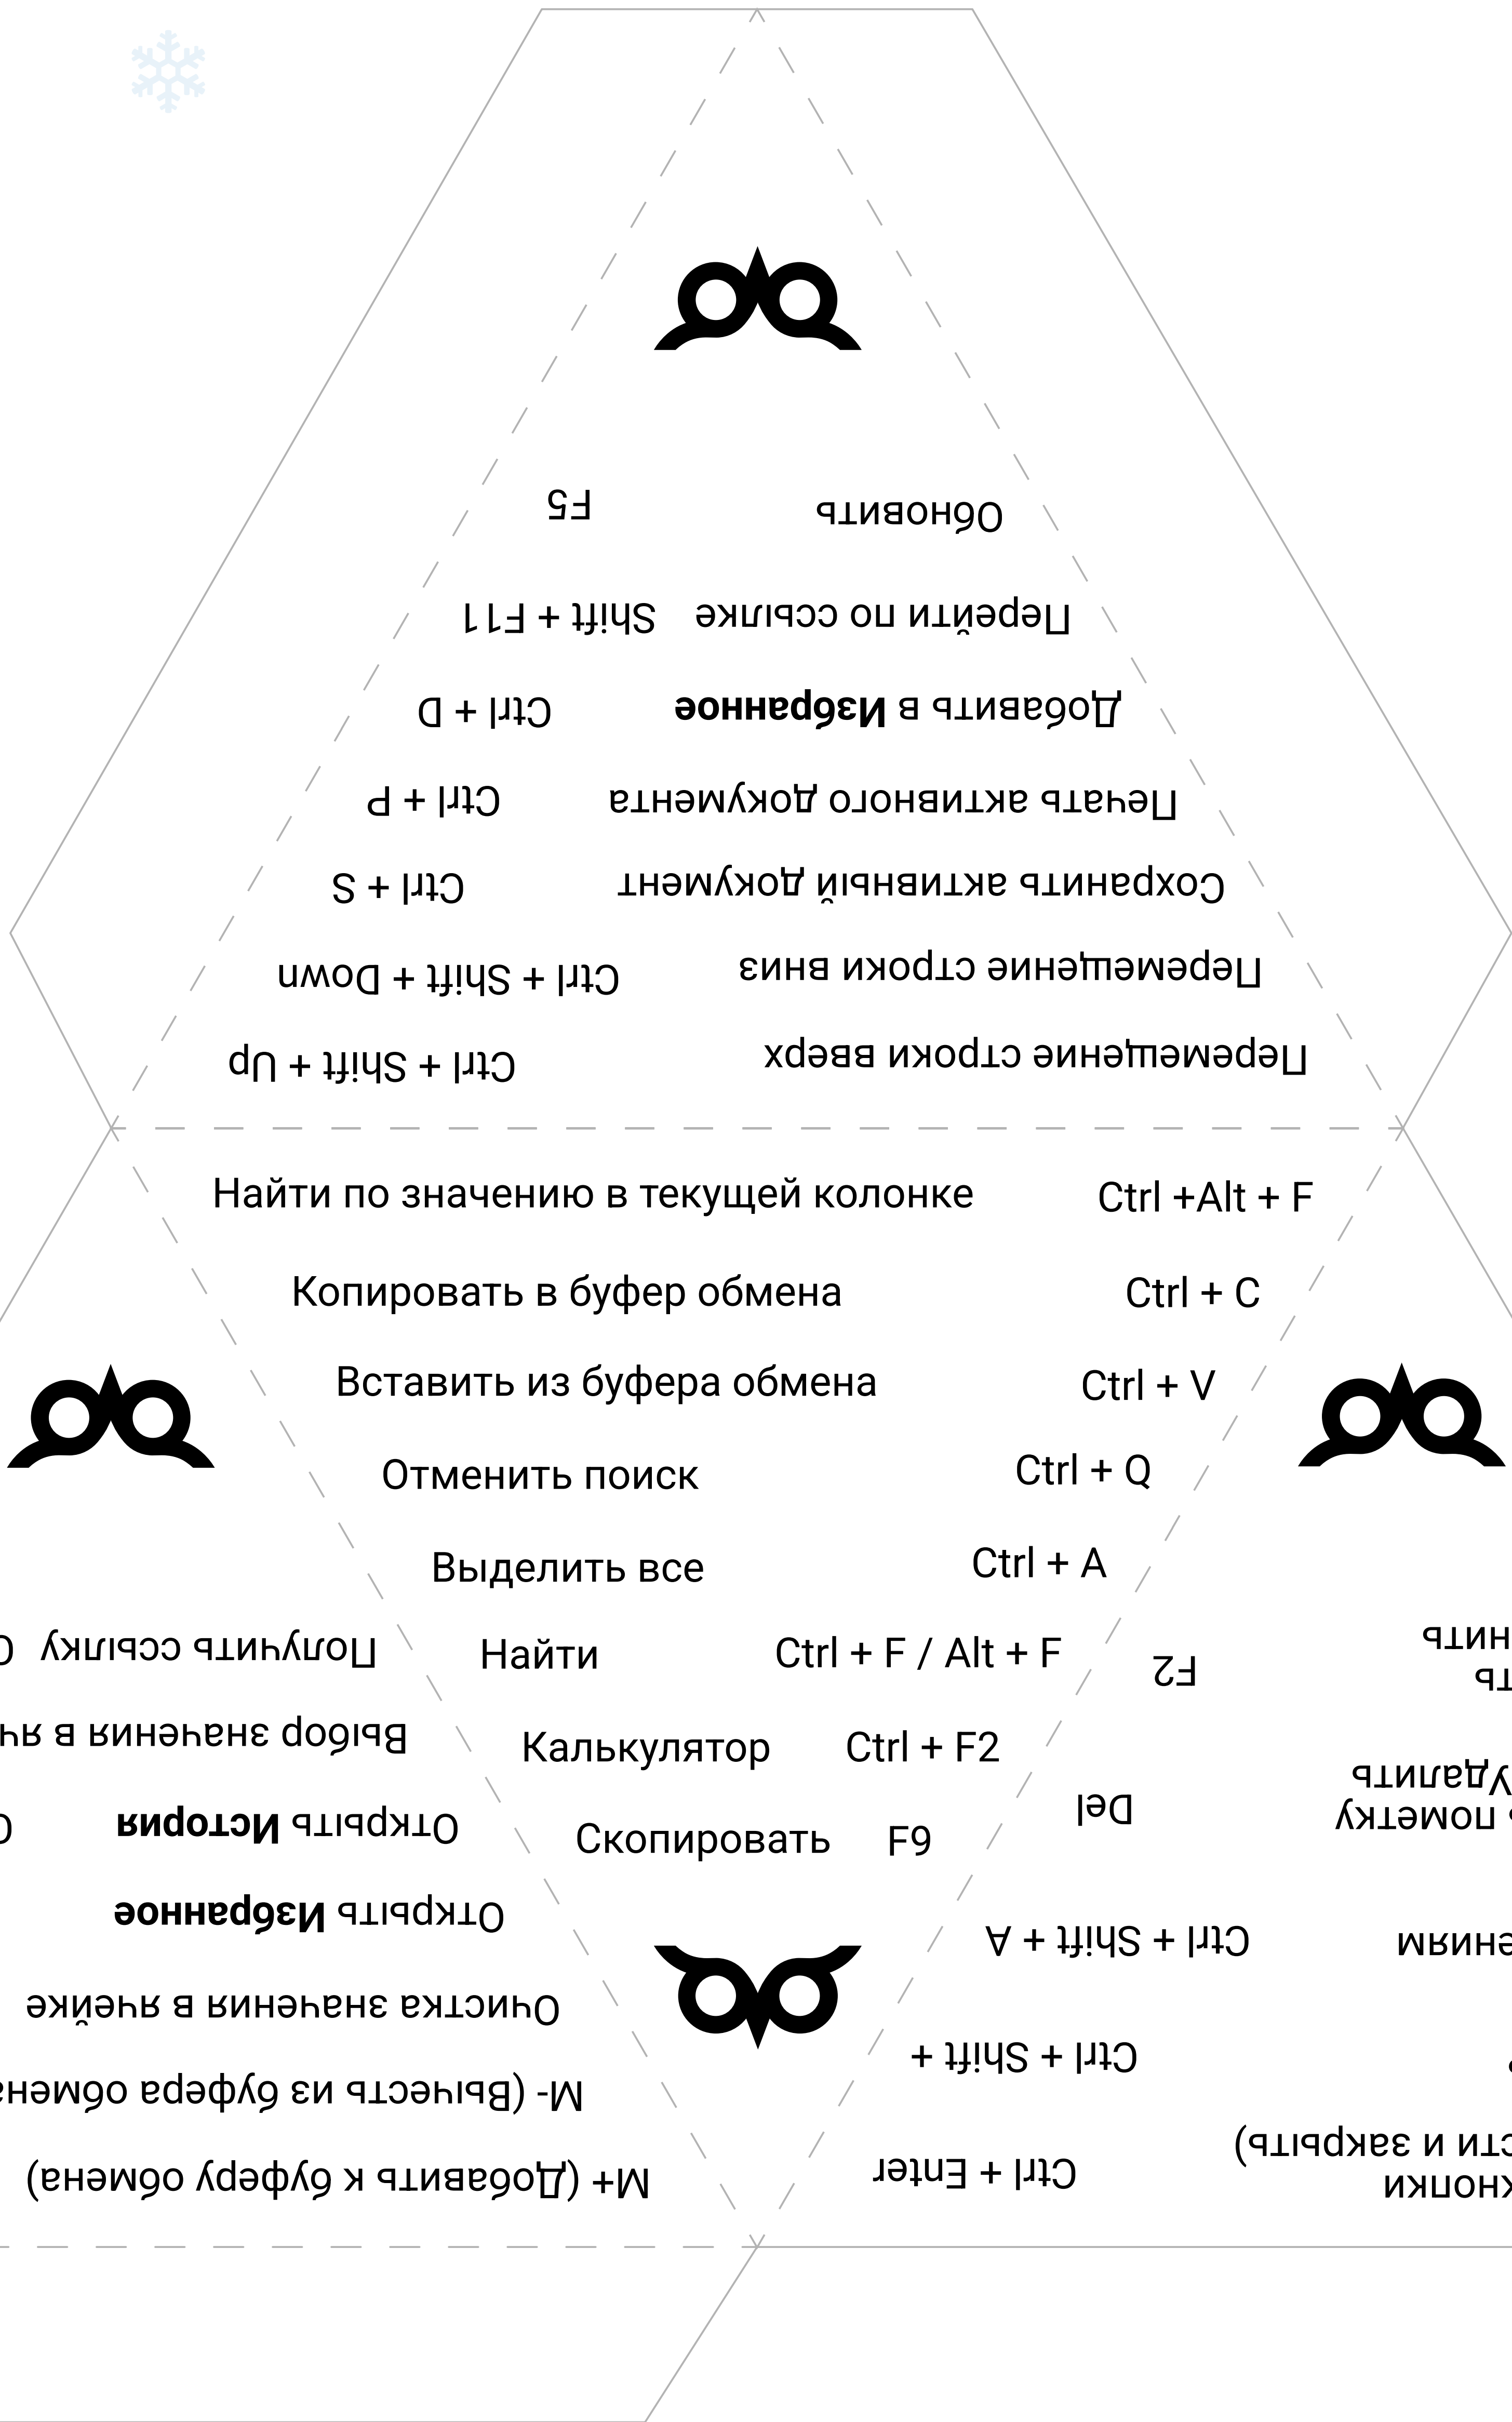 Перемещение строки вверх Ctrl + Shift + Up
Перемещение строки вниз Ctrl + Shift + Down
Сохранить активный документ Ctrl + S
Печать активного документа Ctrl + P
Добавить в Избранное Ctrl + D
Перейти по ссылке Shift + F11
Обновить F5
Найти по значению в текущей колонке Ctrl +Alt + F
Копировать в буфер обмена Ctrl + C
Вставить из буфера обмена Ctrl + V
Отменить поиск Ctrl + Q
Выделить все Ctrl + A
Найти Ctrl + F / Alt + F
Калькулятор Ctrl + F2
Скопировать F9
M+ (Добавить к буферу обмена)
M- (Вычесть из буфера обмена
Очистка значения в ячейке
Открыть Избранное
Открыть История
Выбор значения в
Получить ссылку
кнопки
и закрыть) Ctrl + Enter
Ctrl + Shift +
Ctrl + Shift + A
пометку
Удалить Del
F2